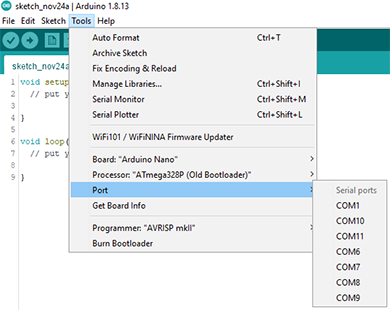 sketch_nov24a | Arduino 1.8.13
File Edit Sketch Tools Help
sketch_nov24a
1 void setup
2 // put y
3
4 }
5
6 void loop(
7 // put y
8
9 }
Auto Format Ctrl+T
Archive Sketch
Fix Encoding & Reload
Manage Libraries... Ctrl+Shift+I
Serial Monitor Ctrl+Shift+M
Serial Plotter Ctrl+Shift+L
WiFi101 / WiFiNINA Firmware Updater
Board: "Arduino Nano"
Processor: "ATmega328P (Old Bootloader)"
Port
Get Board Info
Programmer: "AVRISP mkII"
Burn Bootloader
Serial ports
COM1
COM10
COM11
COM6
COM7
COM8
COM9